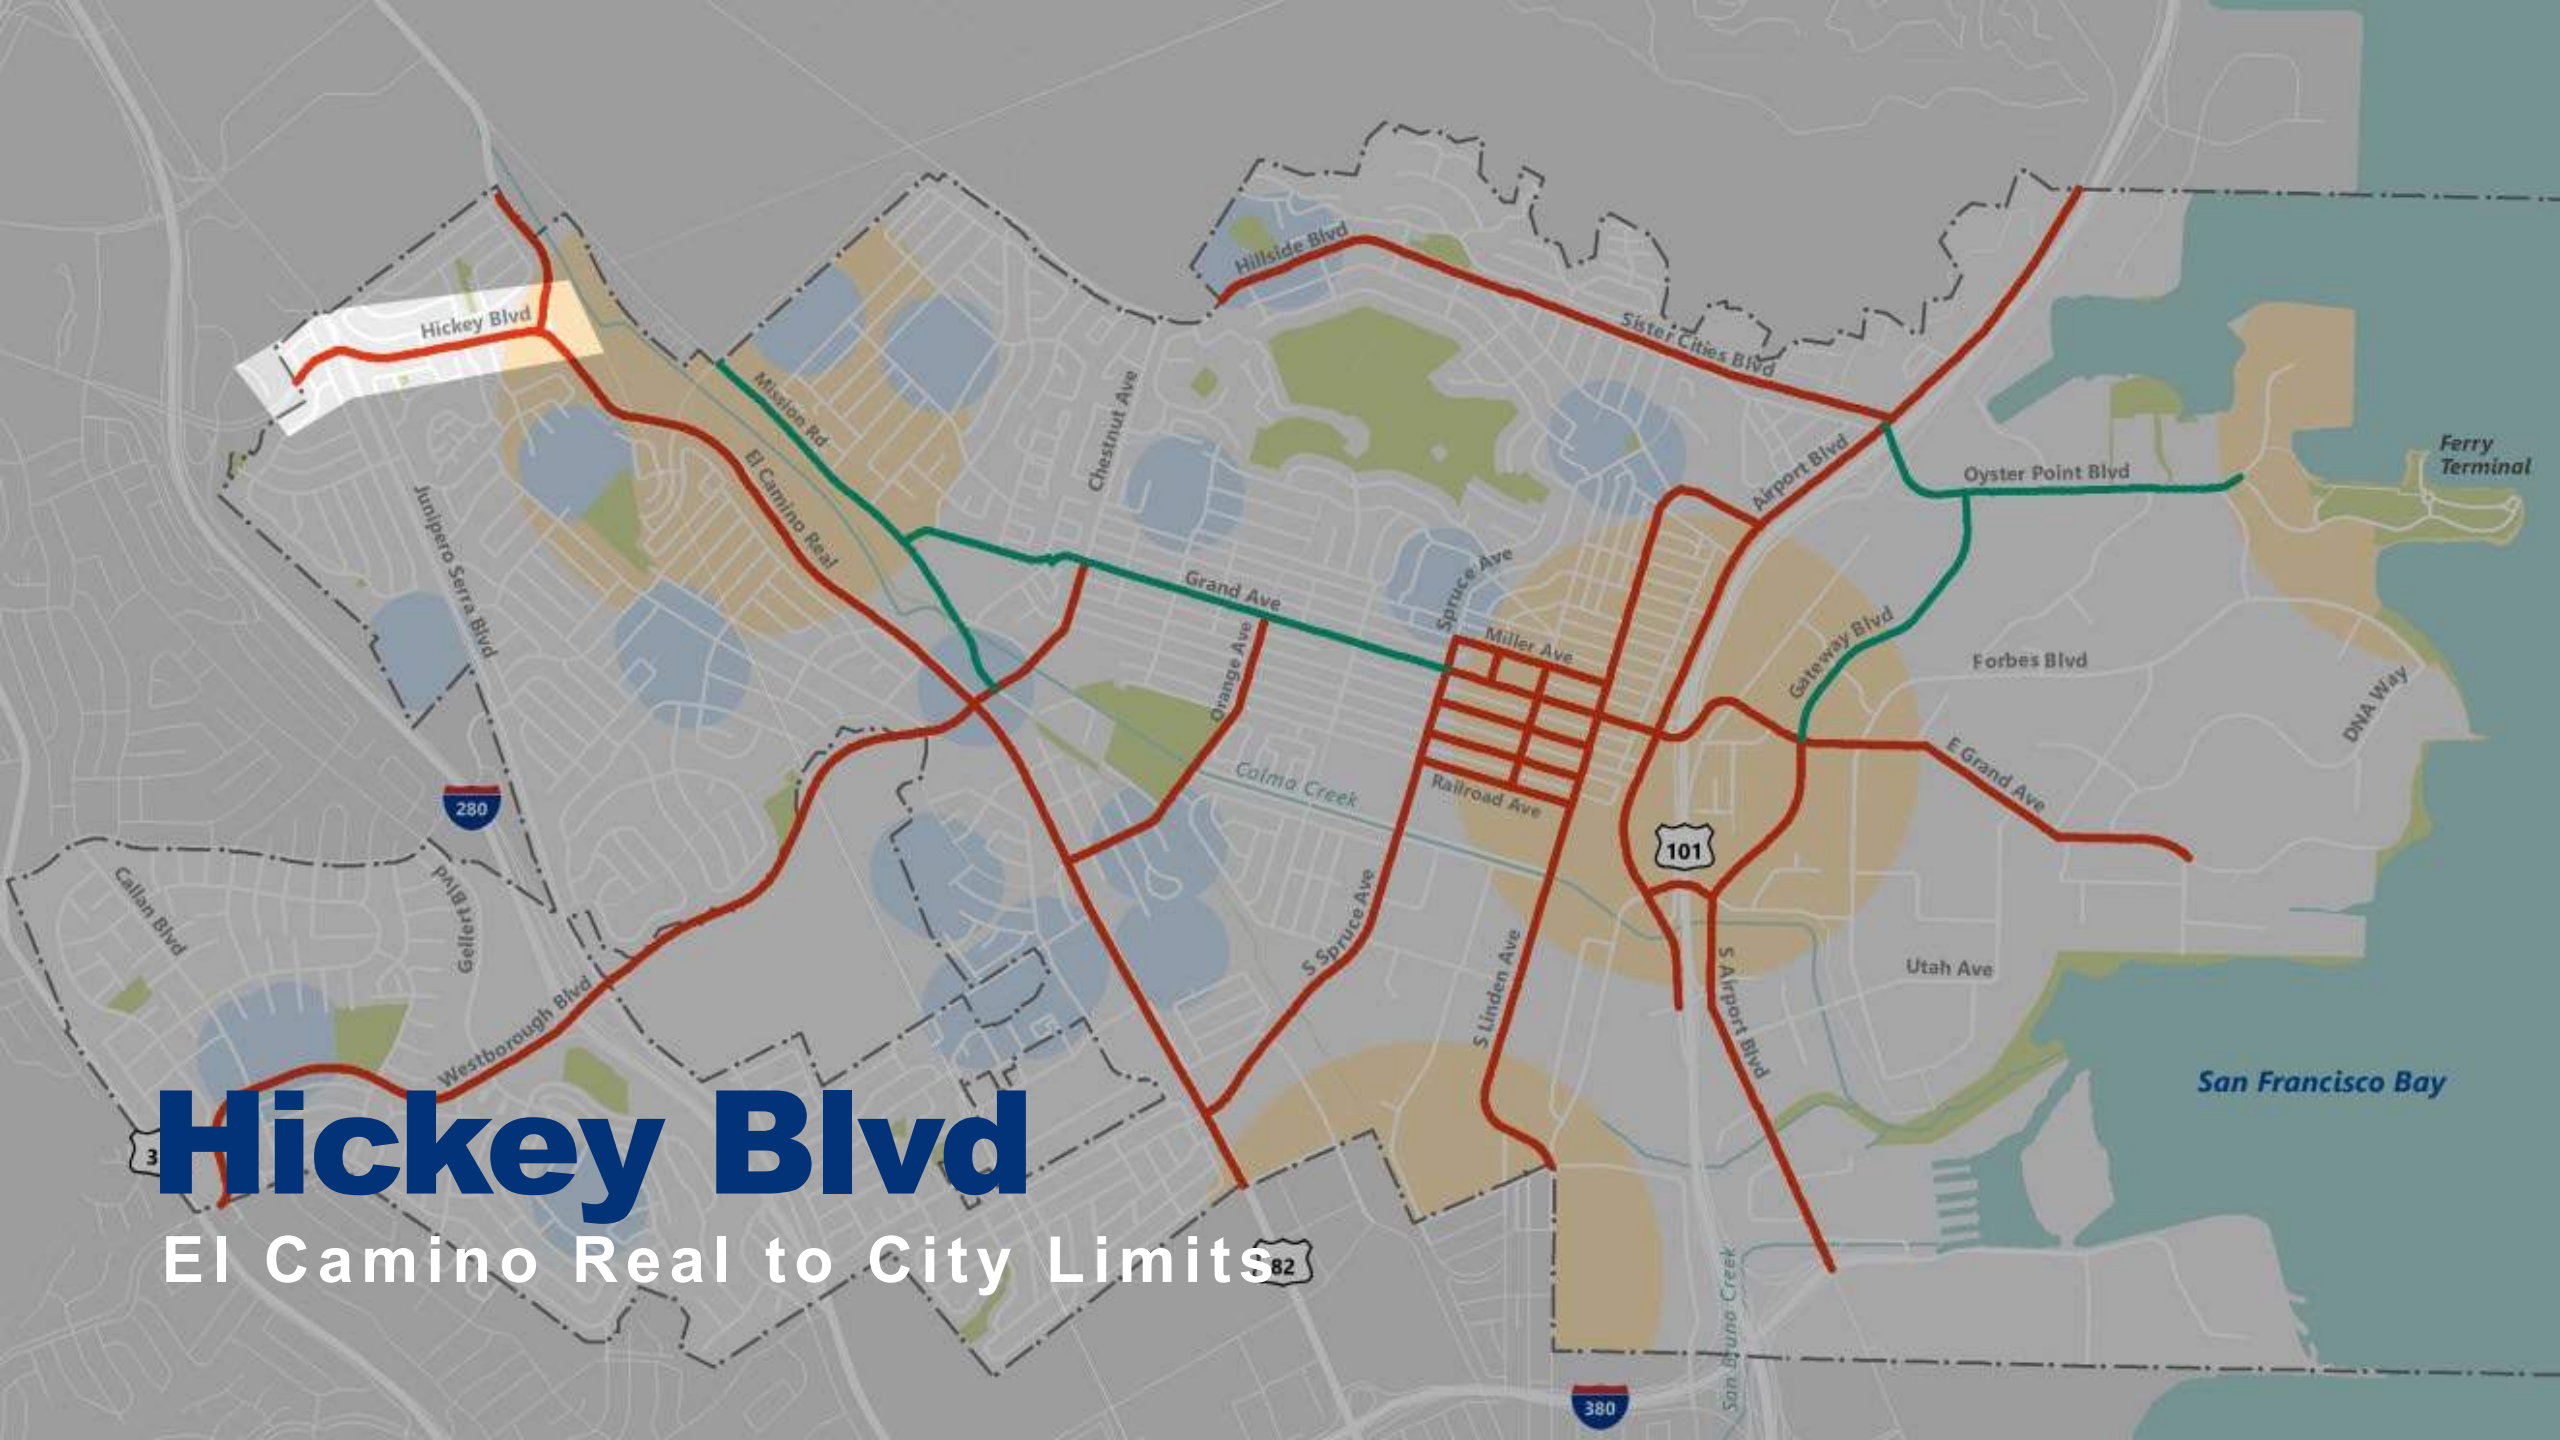 Hillside Blvd
Hickey Blvd
Sister Cities Blvd
Mission Rd
Chestnut Ave
El Camino Real
Airport Blvd
Oyster Point Blvd
Ferry
Terminal
Junipero Serra Blvd
Grand Ave
Spruce Ave
Orange Ave
Miller Ave
Gateway Blvd
Forbes Blvd
DNA Way
E Grand Ave
Colma Creek
Railroad Ave
280
101
Callan Blvd
Gellert Blvd
S Spruce Ave
S Linden Ave
S Airport Blvd
Utah Ave
Westborough Blvd
San Francisco Bay
3
Hickey Blvd
El Camino Real to City Limits
82
San Bruno Creek
380